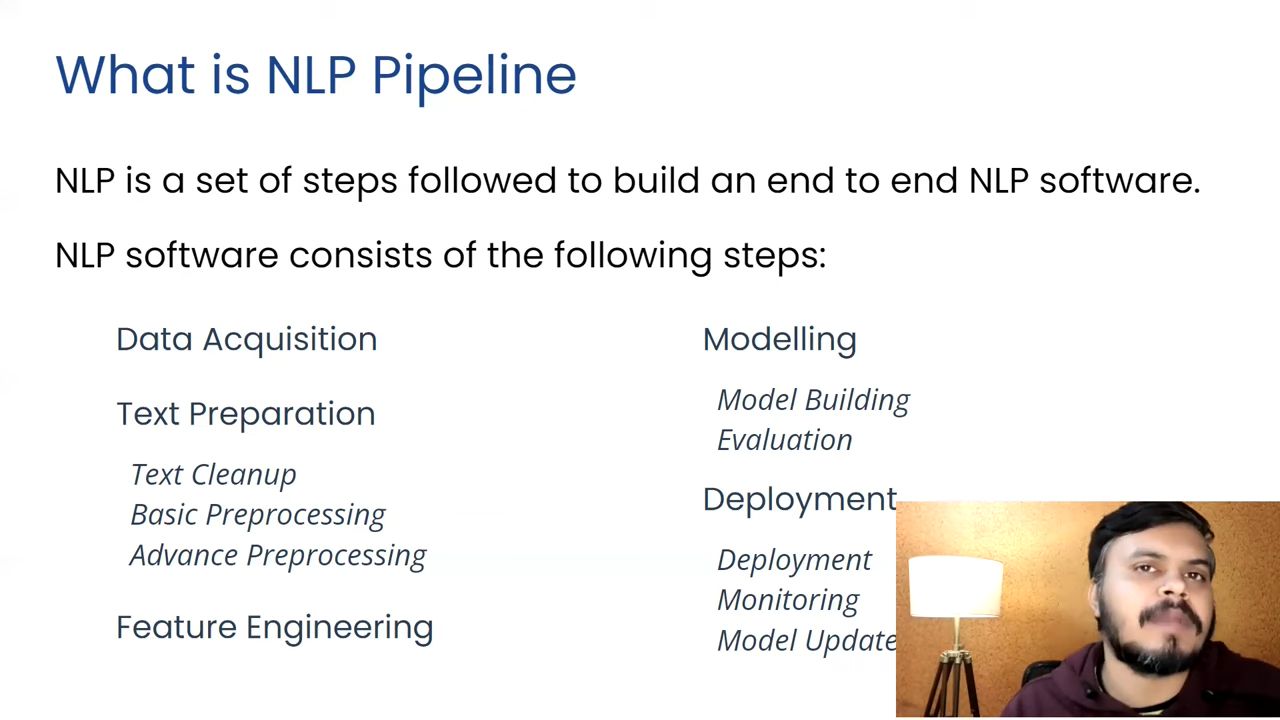 What is NLP Pipeline
NLP is a set of steps followed to build an end to end NLP software.
NLP software consists of the following steps:
Data Acquisition
Text Preparation
Text Cleanup
Basic Preprocessing
Advance Preprocessing
Feature Engineering
Modelling
Model Building
Evaluation
Deployment
Deployment
Monitoring
Model Update